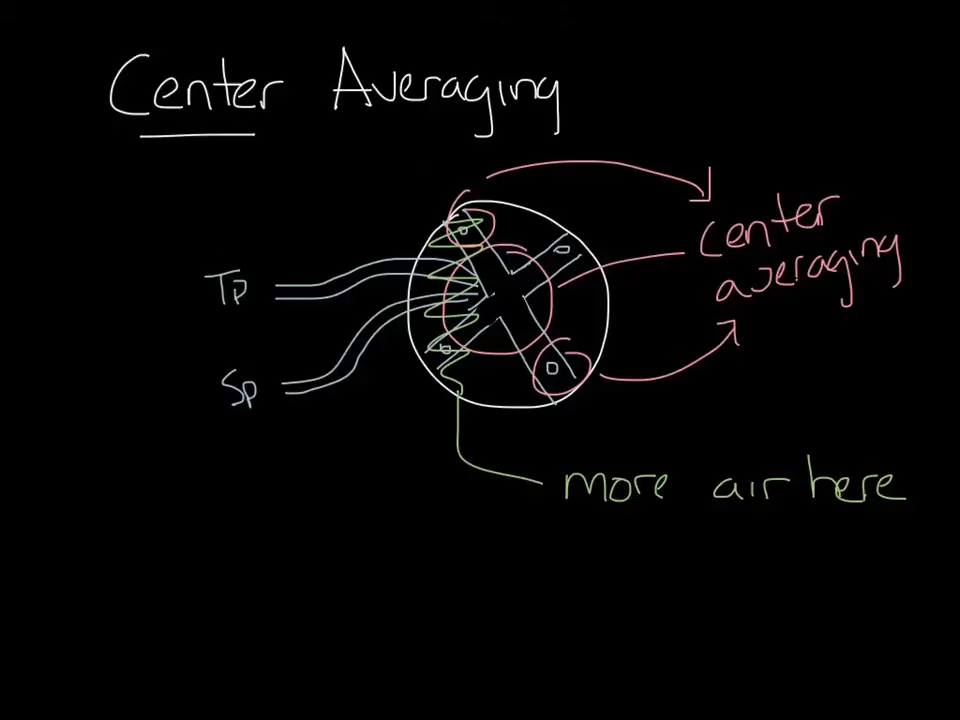 Center Averaging
Tp
center
averaging
Sp
more air here